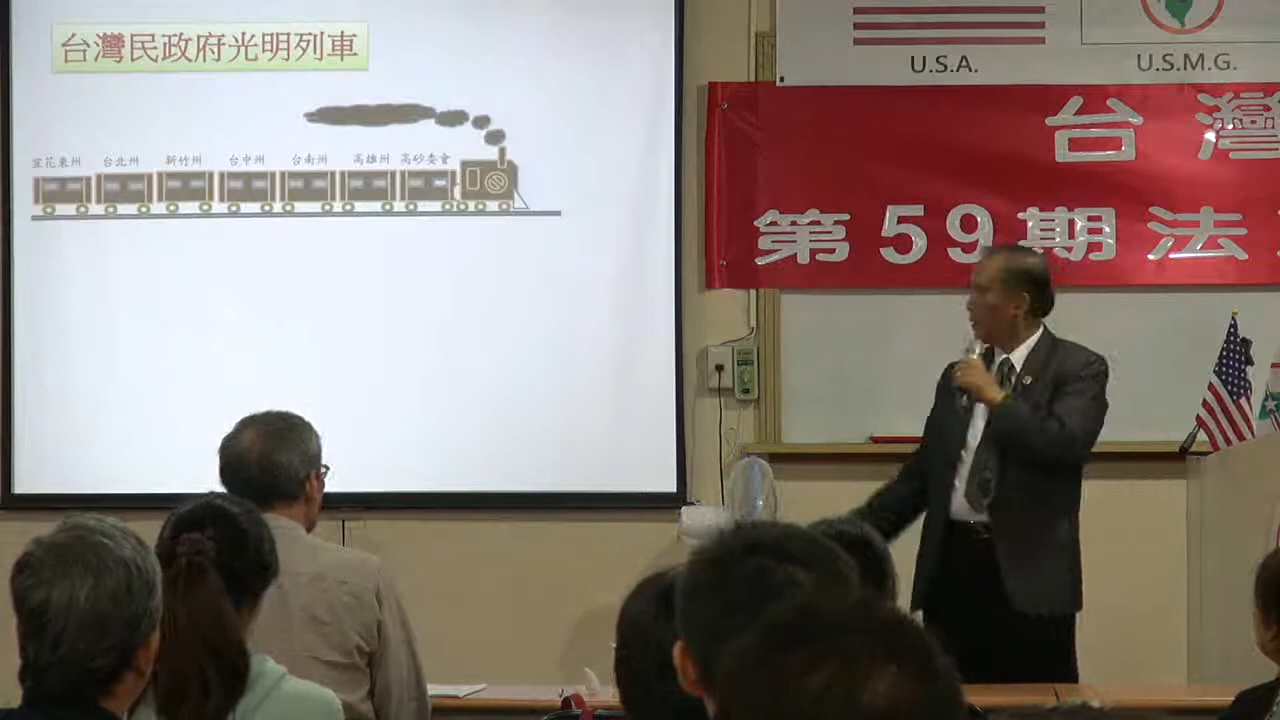 台灣民政府光明列車
宜花東州 台北州 新竹州 台中州 台南州 高雄州 高砂委會
U.S.A.
U.S.M.G.
台灣
第59期法